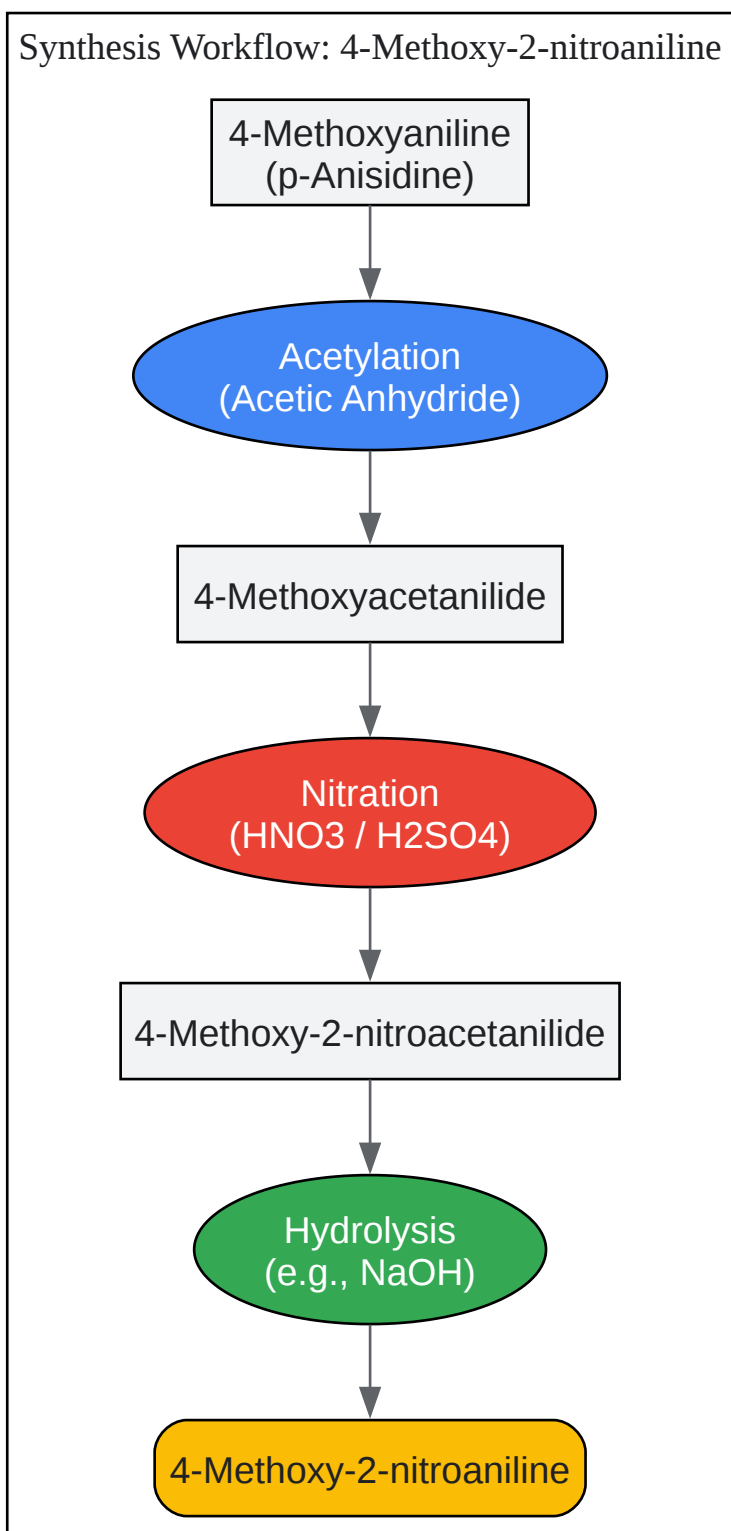 Synthesis Workflow: 4-Methoxy-2-nitroaniline
4-Methoxyaniline
(p-Anisidine)
Acetylation
(Acetic Anhydride)
4-Methoxyacetanilide
Nitration
(HNO3 / H2SO4)
4-Methoxy-2-nitroacetanilide
Hydrolysis
(e.g., NaOH)
4-Methoxy-2-nitroaniline